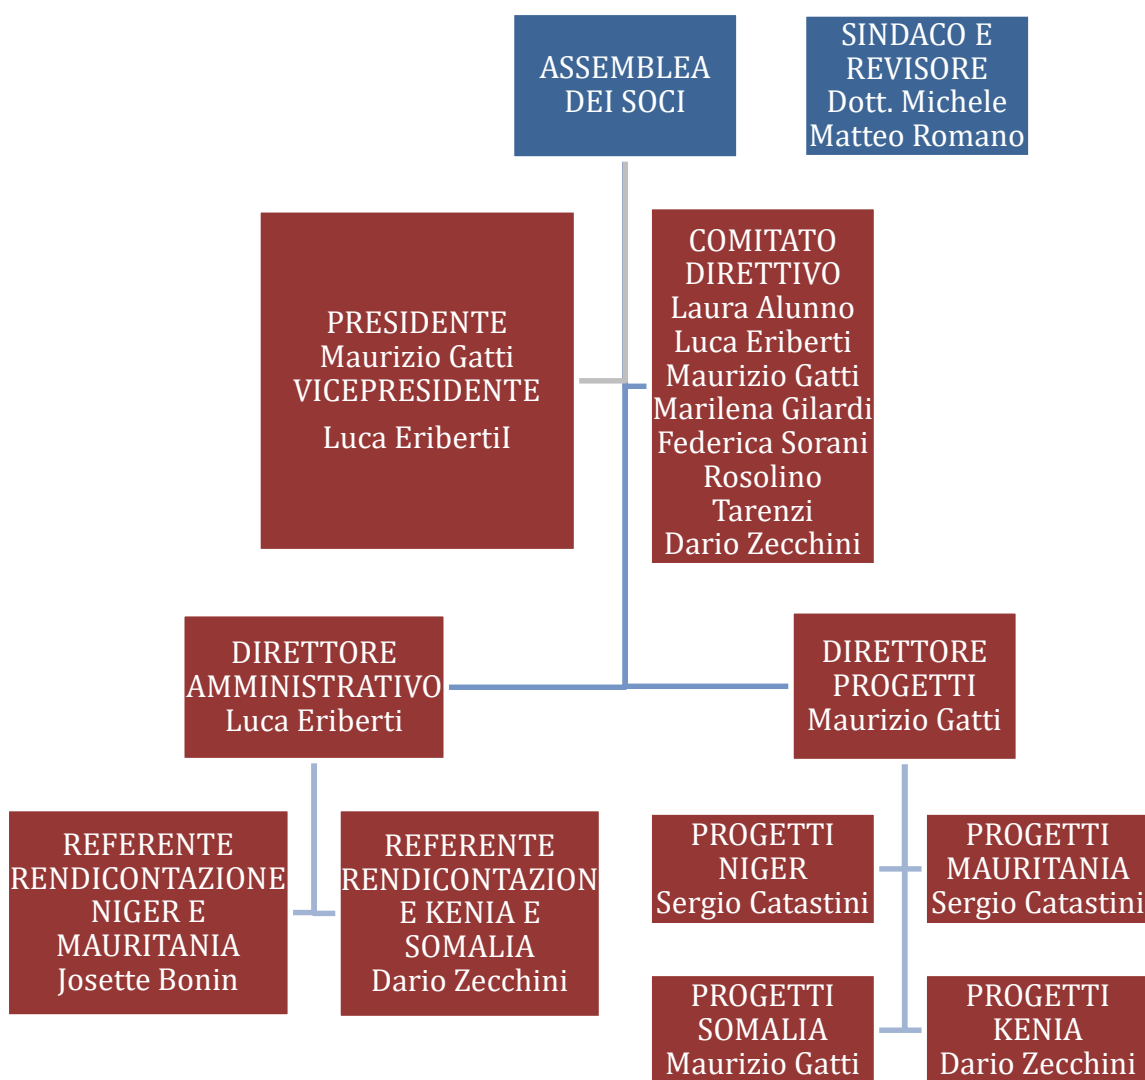 ASSEMBLEA
DEI SOCI
SINDACO E
REVISORE
Dott. Michele
Matteo Romano
PRESIDENTE
Maurizio Gatti
VICEPRESIDENTE
Luca EribertiI
COMITATO
DIRETTIVO
Laura Alunno
Luca Eriberti
Maurizio Gatti
Marilena Gilardi
Federica Sorani
Rosolino
Tarenzi
Dario Zecchini
DIRETTORE
AMMINISTRATIVO
Luca Eriberti
DIRETTORE
PROGETTI
Maurizio Gatti
REFERENTE
RENDICONTAZIONE
NIGER E
MAURITANIA
Josette Bonin
REFERENTE
RENDICONTAZION
E KENIA E
SOMALIA
Dario Zecchini
PROGETTI
NIGER
Sergio Catastini
PROGETTI
MAURITANIA
Sergio Catastini
PROGETTI
SOMALIA
Maurizio Gatti
PROGETTI
KENIA
Dario Zecchini